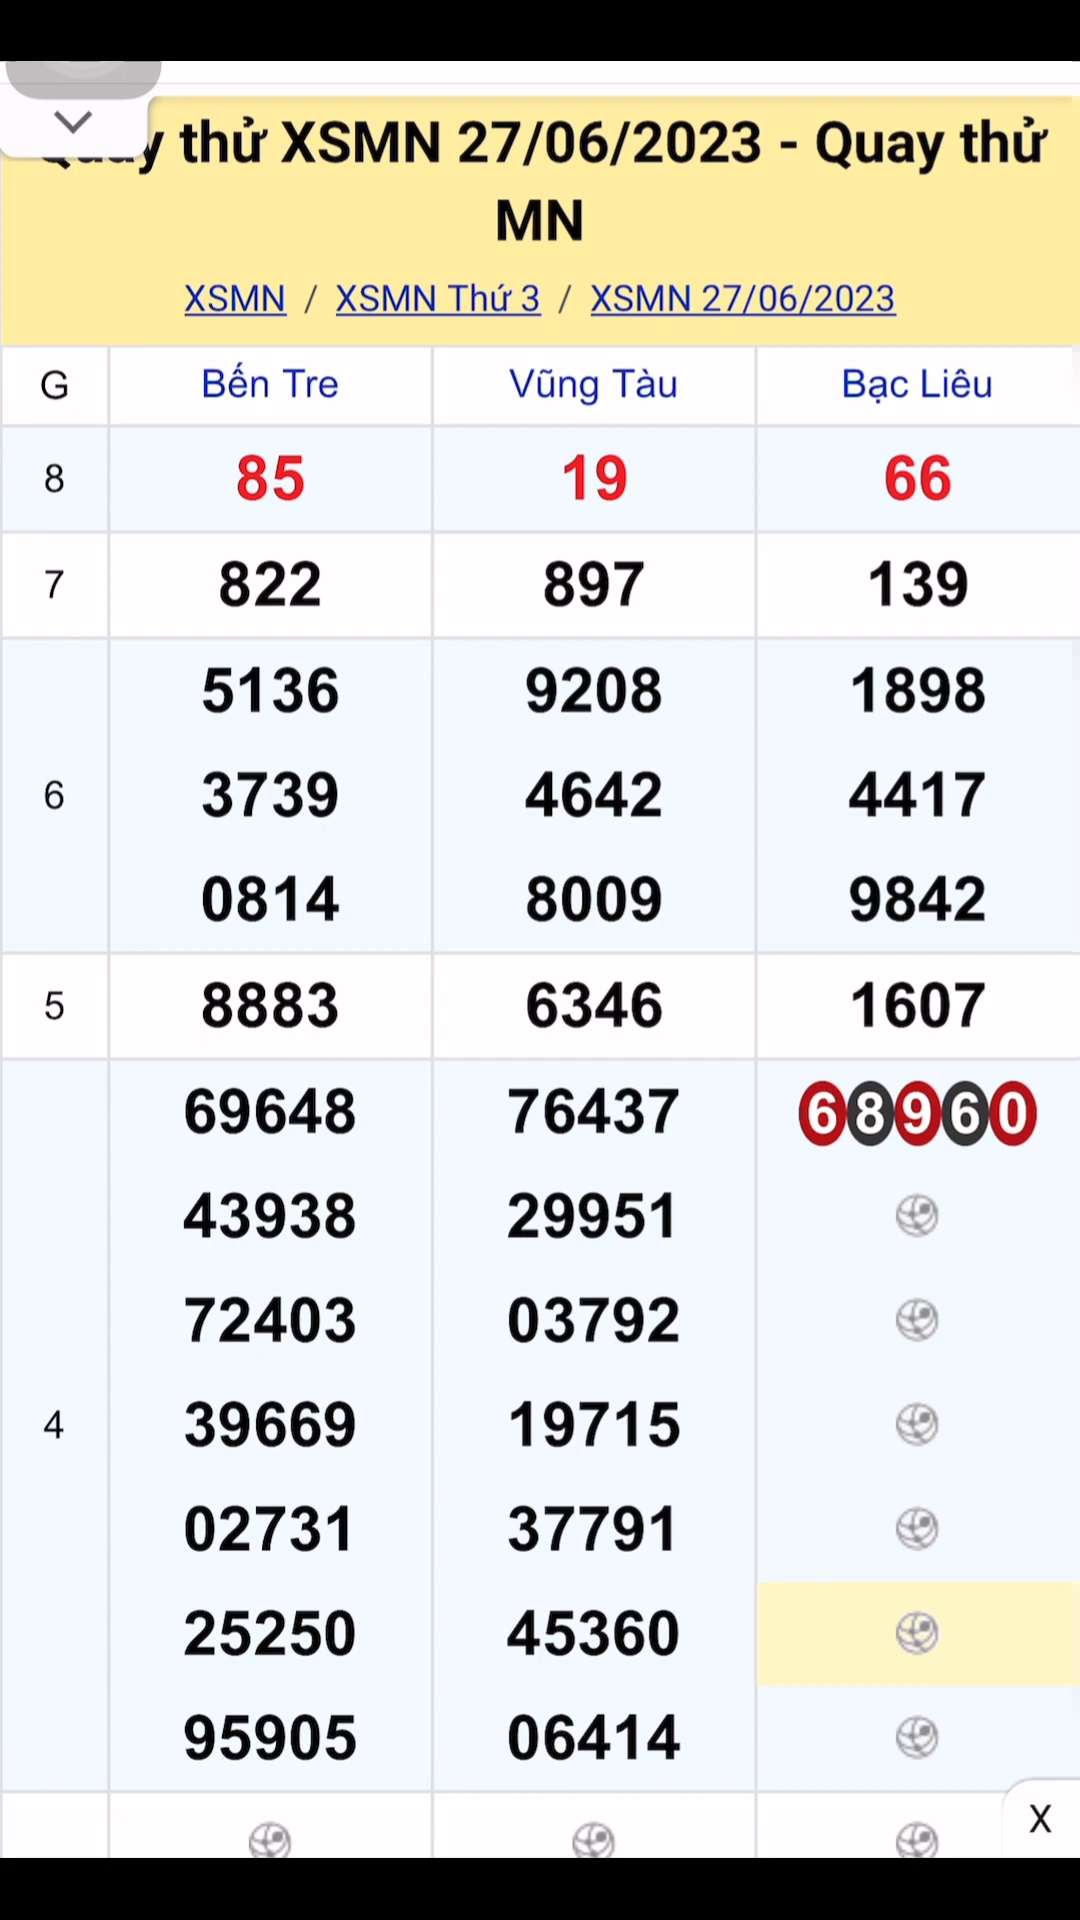 Quay thử XSMN 27/06/2023 - Quay thử
MN
XSMN / XSMN Thứ 3 / XSMN 27/06/2023
G Bến Tre Vũng Tàu Bạc Liêu
8 85 19 66
7 822 897 139
5136 9208 1898
6 3739 4642 4417
0814 8009 9842
5 8883 6346 1607
69648 76437 68960
43938 29951
72403 03792
4 39669 19715
02731 37791
25250 45360
95905 06414
X